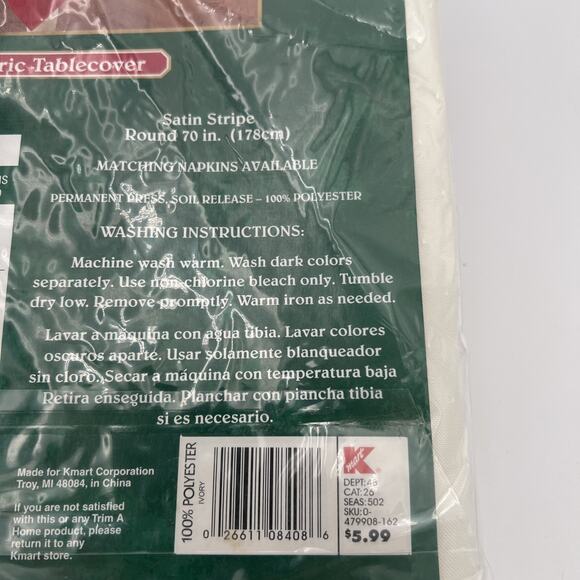 ric Tablecover
Satin Stripe
Round 70 in. (178cm)
MATCHING NAPKINS AVAILABLE
PERMANENT PRESS, SOIL RELEASE – 100% POLYESTER
WASHING INSTRUCTIONS:
Machine wash warm. Wash dark colors
separately. Use non chlorine bleach only. Tumble
dry low. Remove promptly. Warm iron as needed.
Lavar a máquina con agua tibia. Lavar colores
oscuros aparte. Usar solamente blanqueador
sin cloro. Secar a máquina con temperatura baja
Retira enseguida. Planchar con piancha tibia
si es necesario.
Made for Kmart Corporation
Troy, MI 48084, in China
If you are not satisfied
with this or any Trim A
Home product, please
return it to any
Kmart store.
100% POLYESTER
IVORY
0 26611 08408 6
K
mart
DEPT:48
CAT: 26
SEAS: 502
SKU:0-
479908-162
$5.99